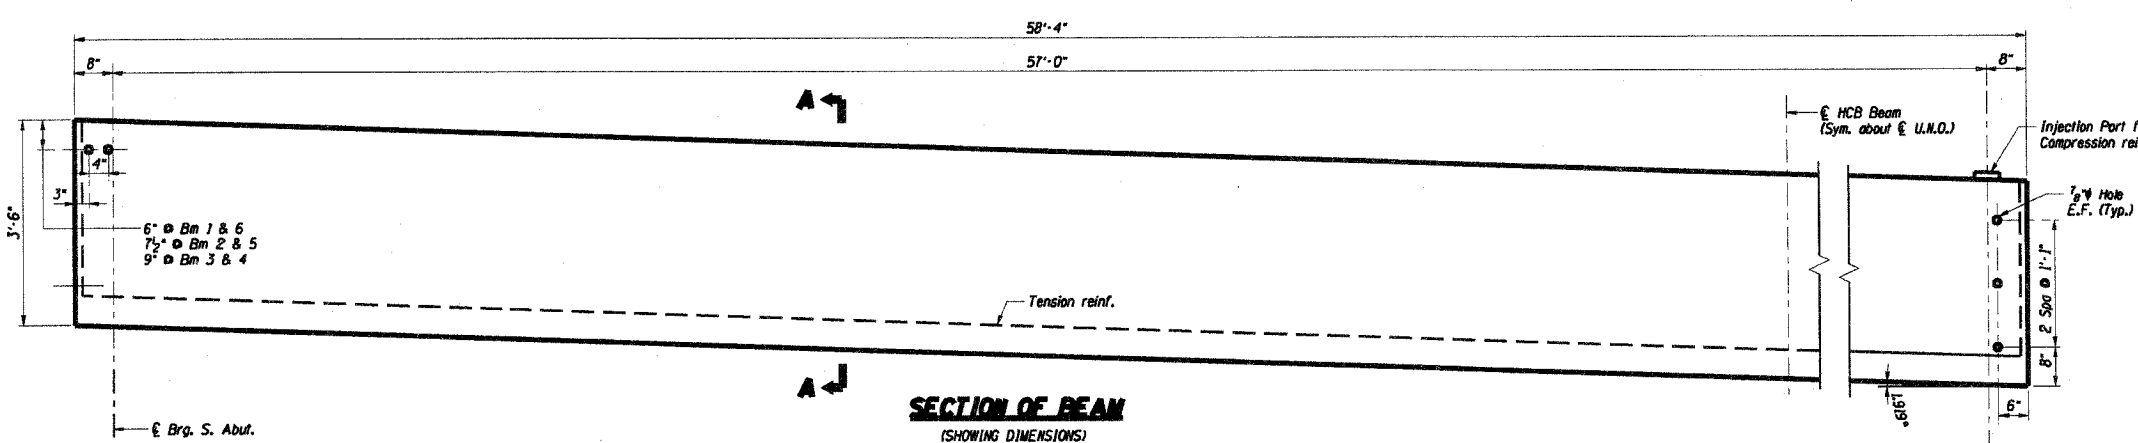 58'-4"
8"
57'-0"
8"
A
℄ HCB Beam
(Sym. about ℄ U.N.O.)
Injection Port f
Compression rei
4"
3"
3'-6"
7/8"φ Hole
E.F. (Typ.)
6" @ Bm 1 & 6
7½" @ Bm 2 & 5
9" @ Bm 3 & 4
2 Spa @ 1'-1"
Tension reinf.
8"
A
6"
SECTION OF BEAM
(SHOWING DIMENSIONS)
℄ Brg. S. Abut.